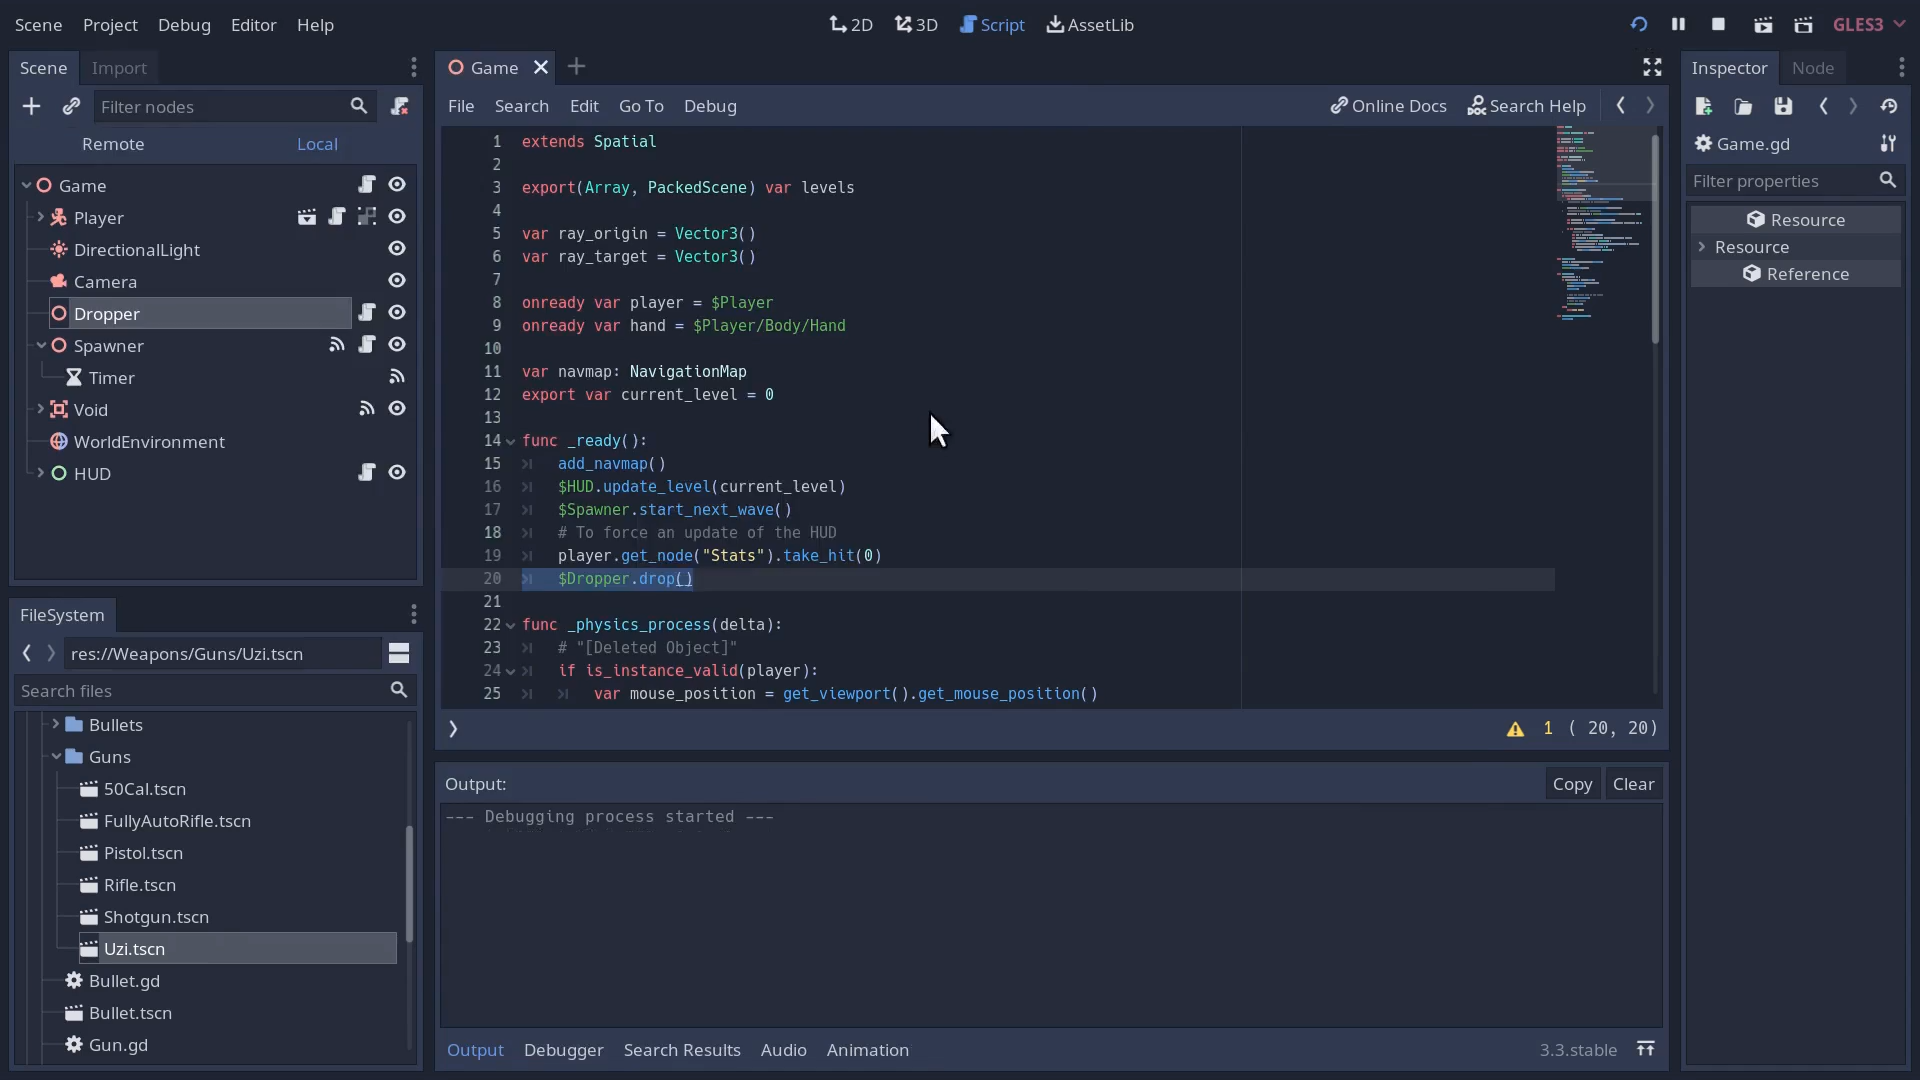 Scene Project Debug Editor Help
2D 3D Script AssetLib
GLES3
Scene Import
Filter nodes
Remote Local
Game
Player
DirectionalLight
Camera
Dropper
Spawner
Timer
Void
WorldEnvironment
HUD
FileSystem
res://Weapons/Guns/Uzi.tscn
Search files
Bullets
Guns
50Cal.tscn
FullyAutoRifle.tscn
Pistol.tscn
Rifle.tscn
Shotgun.tscn
Uzi.tscn
Bullet.gd
Bullet.tscn
Gun.gd
Game
File Search Edit Go To Debug
Online Docs Search Help
1 extends Spatial
2
3 export(Array, PackedScene) var levels
4
5 var ray_origin = Vector3()
6 var ray_target = Vector3()
7
8 onready var player = $Player
9 onready var hand = $Player/Body/Hand
10
11 var navmap: NavigationMap
12 export var current_level = 0
13
14 func _ready():
15 add_navmap()
16 $HUD.update_level(current_level)
17 $Spawner.start_next_wave()
18 # To force an update of the HUD
19 player.get_node("Stats").take_hit(0)
20 $Dropper.drop()
21
22 func _physics_process(delta):
23 # "[Deleted Object]"
24 if is_instance_valid(player):
25 var mouse_position = get_viewport().get_mouse_position()
1 ( 20, 20)
Output:
Copy Clear
--- Debugging process started ---
Output Debugger Search Results Audio Animation
3.3.stable
Inspector Node
Game.gd
Filter properties
Resource
Resource
Reference